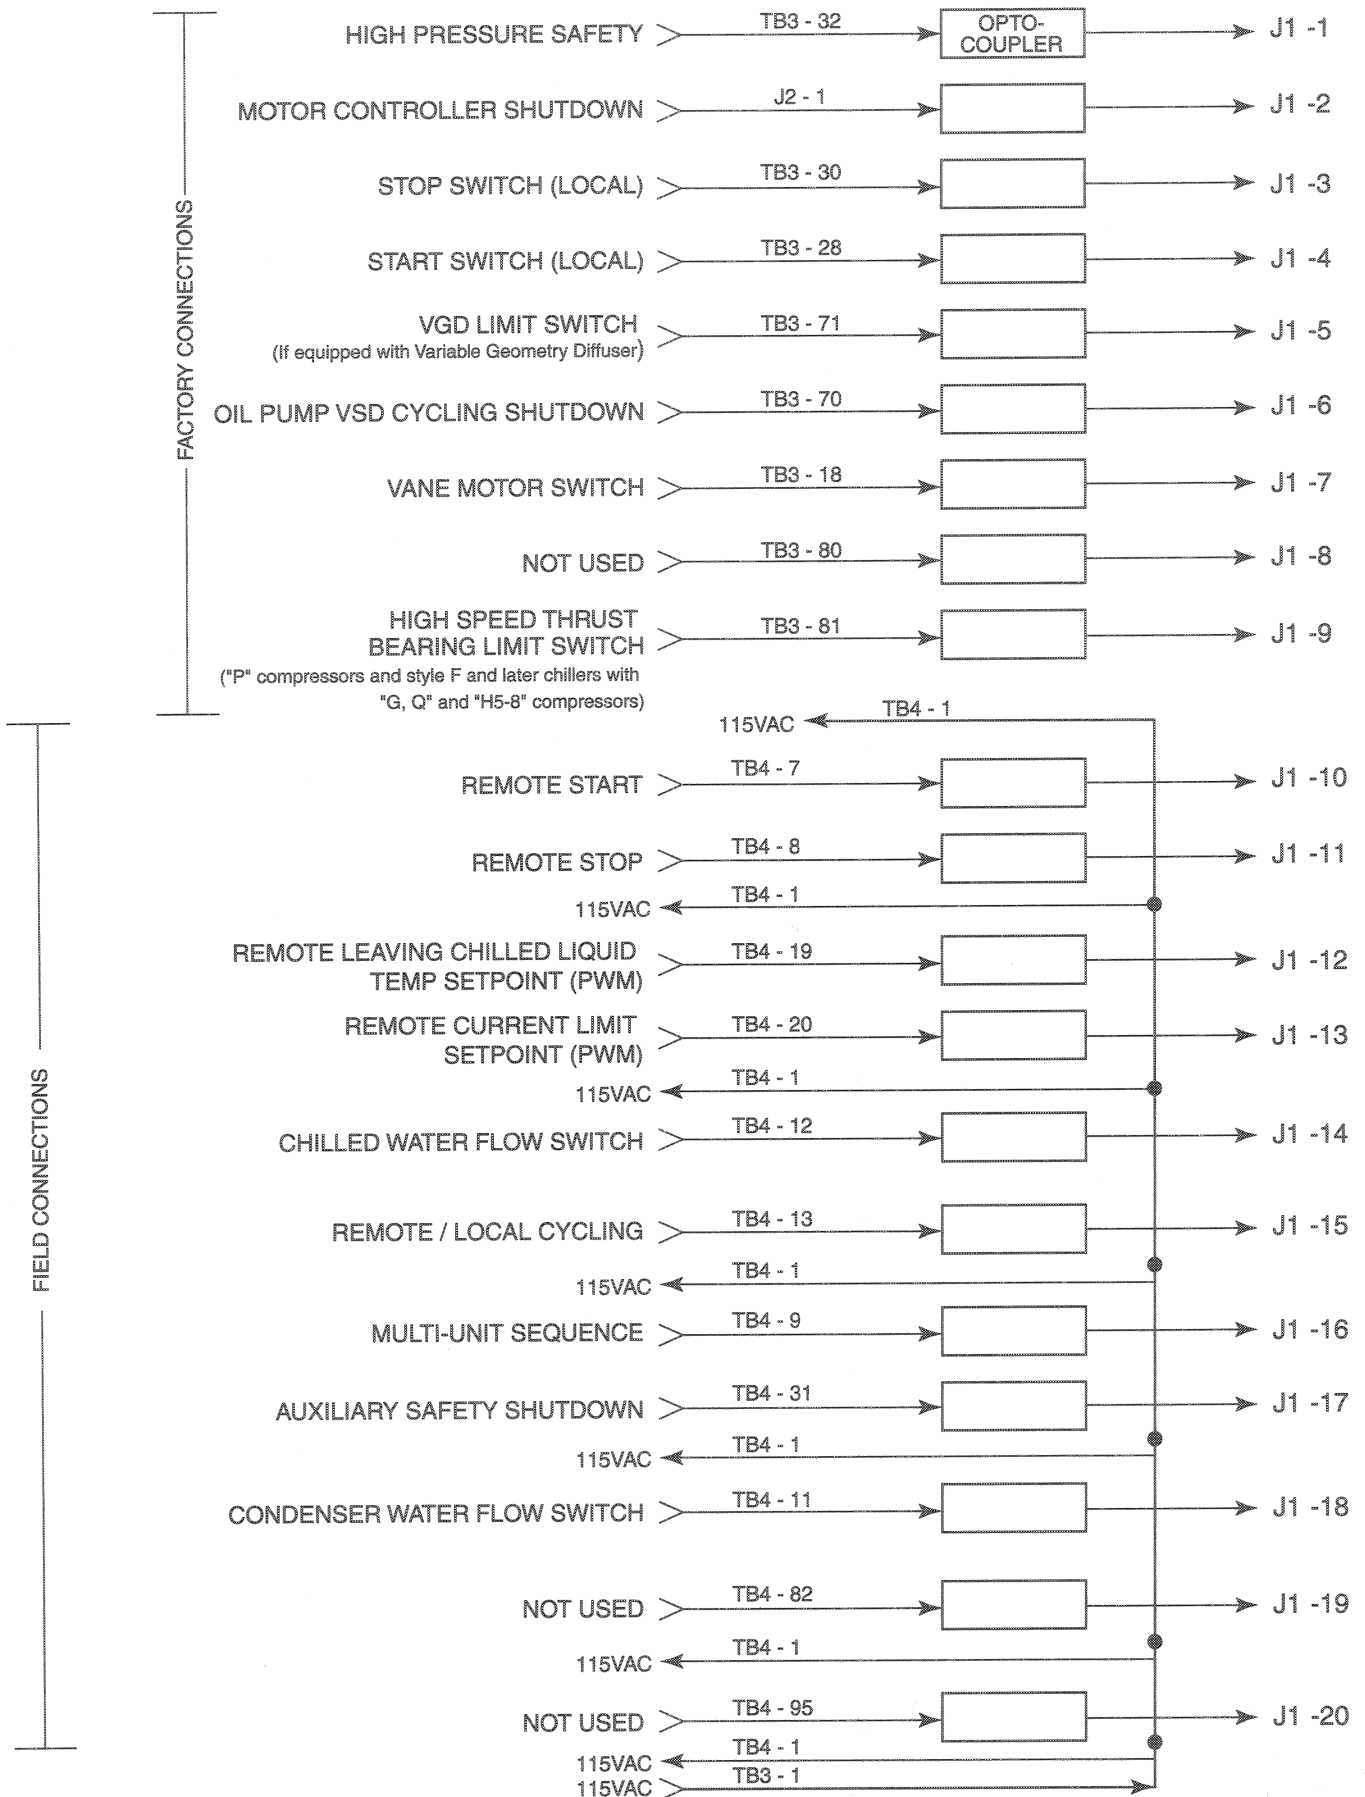 HIGH PRESSURE SAFETY TB3 - 32 OPTO-
COUPLER J1 -1
MOTOR CONTROLLER SHUTDOWN J2 - 1 J1 -2
STOP SWITCH (LOCAL) TB3 - 30 J1 -3
START SWITCH (LOCAL) TB3 - 28 J1 -4
VGD LIMIT SWITCH TB3 - 71 J1 -5
(If equipped with Variable Geometry Diffuser)
OIL PUMP VSD CYCLING SHUTDOWN TB3 - 70 J1 -6
VANE MOTOR SWITCH TB3 - 18 J1 -7
NOT USED TB3 - 80 J1 -8
HIGH SPEED THRUST
BEARING LIMIT SWITCH TB3 - 81 J1 -9
("P" compressors and style F and later chillers with
"G, Q" and "H5-8" compressors)
FACTORY CONNECTIONS
115VAC TB4 - 1
REMOTE START TB4 - 7 J1 -10
REMOTE STOP TB4 - 8 J1 -11
115VAC TB4 - 1
REMOTE LEAVING CHILLED LIQUID
TEMP SETPOINT (PWM) TB4 - 19 J1 -12
REMOTE CURRENT LIMIT
SETPOINT (PWM) TB4 - 20 J1 -13
115VAC TB4 - 1
CHILLED WATER FLOW SWITCH TB4 - 12 J1 -14
REMOTE / LOCAL CYCLING TB4 - 13 J1 -15
115VAC TB4 - 1
MULTI-UNIT SEQUENCE TB4 - 9 J1 -16
AUXILIARY SAFETY SHUTDOWN TB4 - 31 J1 -17
115VAC TB4 - 1
CONDENSER WATER FLOW SWITCH TB4 - 11 J1 -18
NOT USED TB4 - 82 J1 -19
115VAC TB4 - 1
NOT USED TB4 - 95 J1 -20
115VAC TB4 - 1
115VAC TB3 - 1
FIELD CONNECTIONS